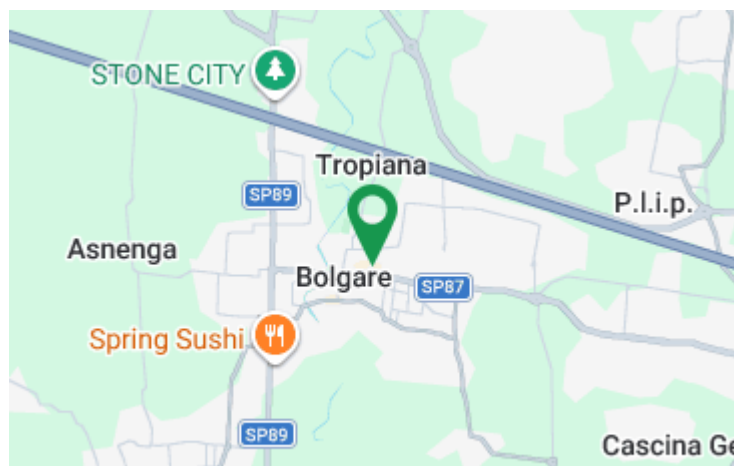 STONE CITY
Tropiana
SP89
P.l.i.p.
Asnenga
Bolgare
SP87
Spring Sushi
SP89
Cascina Ge